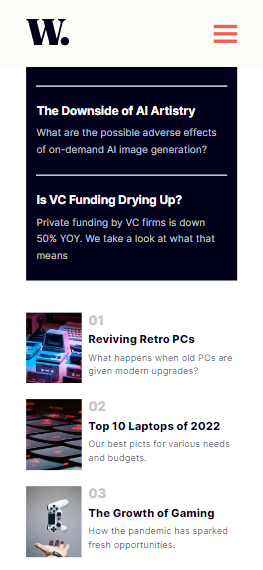 W.
The Downside of AI Artistry
What are the possible adverse effects
of on-demand AI image generation?
Is VC Funding Drying Up?
Private funding by VC firms is down
50% YOY. We take a look at what that
means
01
Reviving Retro PCs
What happens when old PCs are
given modern upgrades?
02
Top 10 Laptops of 2022
Our best picts for various needs
and budgets.
03
The Growth of Gaming
How the pandemic has sparked
fresh opportunities.